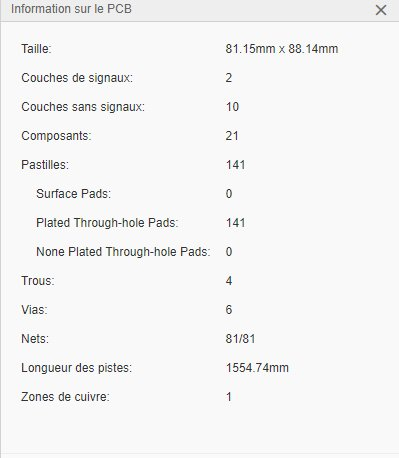 Information sur le PCB
Taille: 81.15mm x 88.14mm
Couches de signaux: 2
Couches sans signaux: 10
Composants: 21
Pastilles: 141
Surface Pads: 0
Plated Through-hole Pads: 141
None Plated Through-hole Pads: 0
Trous: 4
Vias: 6
Nets: 81/81
Longueur des pistes: 1554.74mm
Zones de cuivre: 1